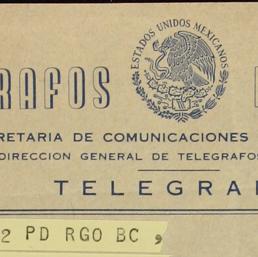 RAFOS
ESTADOS UNIDOS MEXICANOS
RETARIA DE COMUNICACIONES
DIRECCION GENERAL DE TELEGRAFOS
TELEGRA
2 PD RGO BC ,